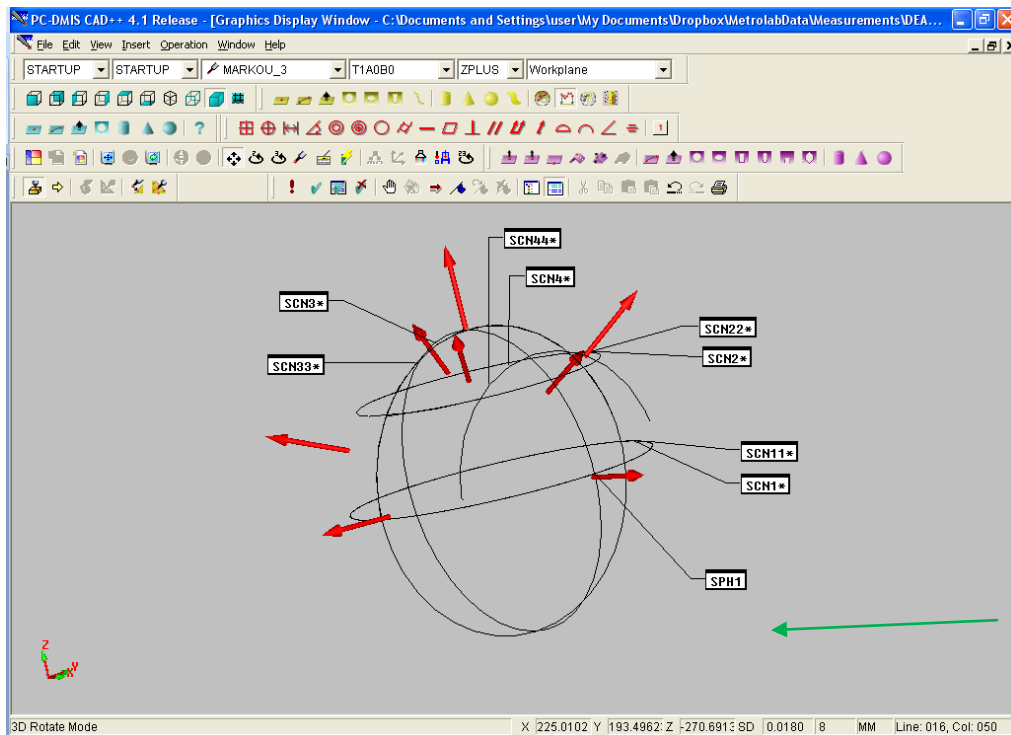 PC-DMIS CAD++ 4.1 Release - [Graphics Display Window - C:\Documents and Settings\user\My Documents\Dropbox\MetrolabData\Measurements\DEA...
File Edit View Insert Operation Window Help
STARTUP STARTUP MARKOU_3 T1A0B0 ZPLUS Workplane
SCN44*
SCN4*
SCN3*
SCN22*
SCN2*
SCN33*
SCN11*
SCN1*
SPH1
Z
Y
X
3D Rotate Mode X 225.0102 Y 193.4962 Z -270.6913 SD 0.0180 8 MM Line: 016, Col: 050